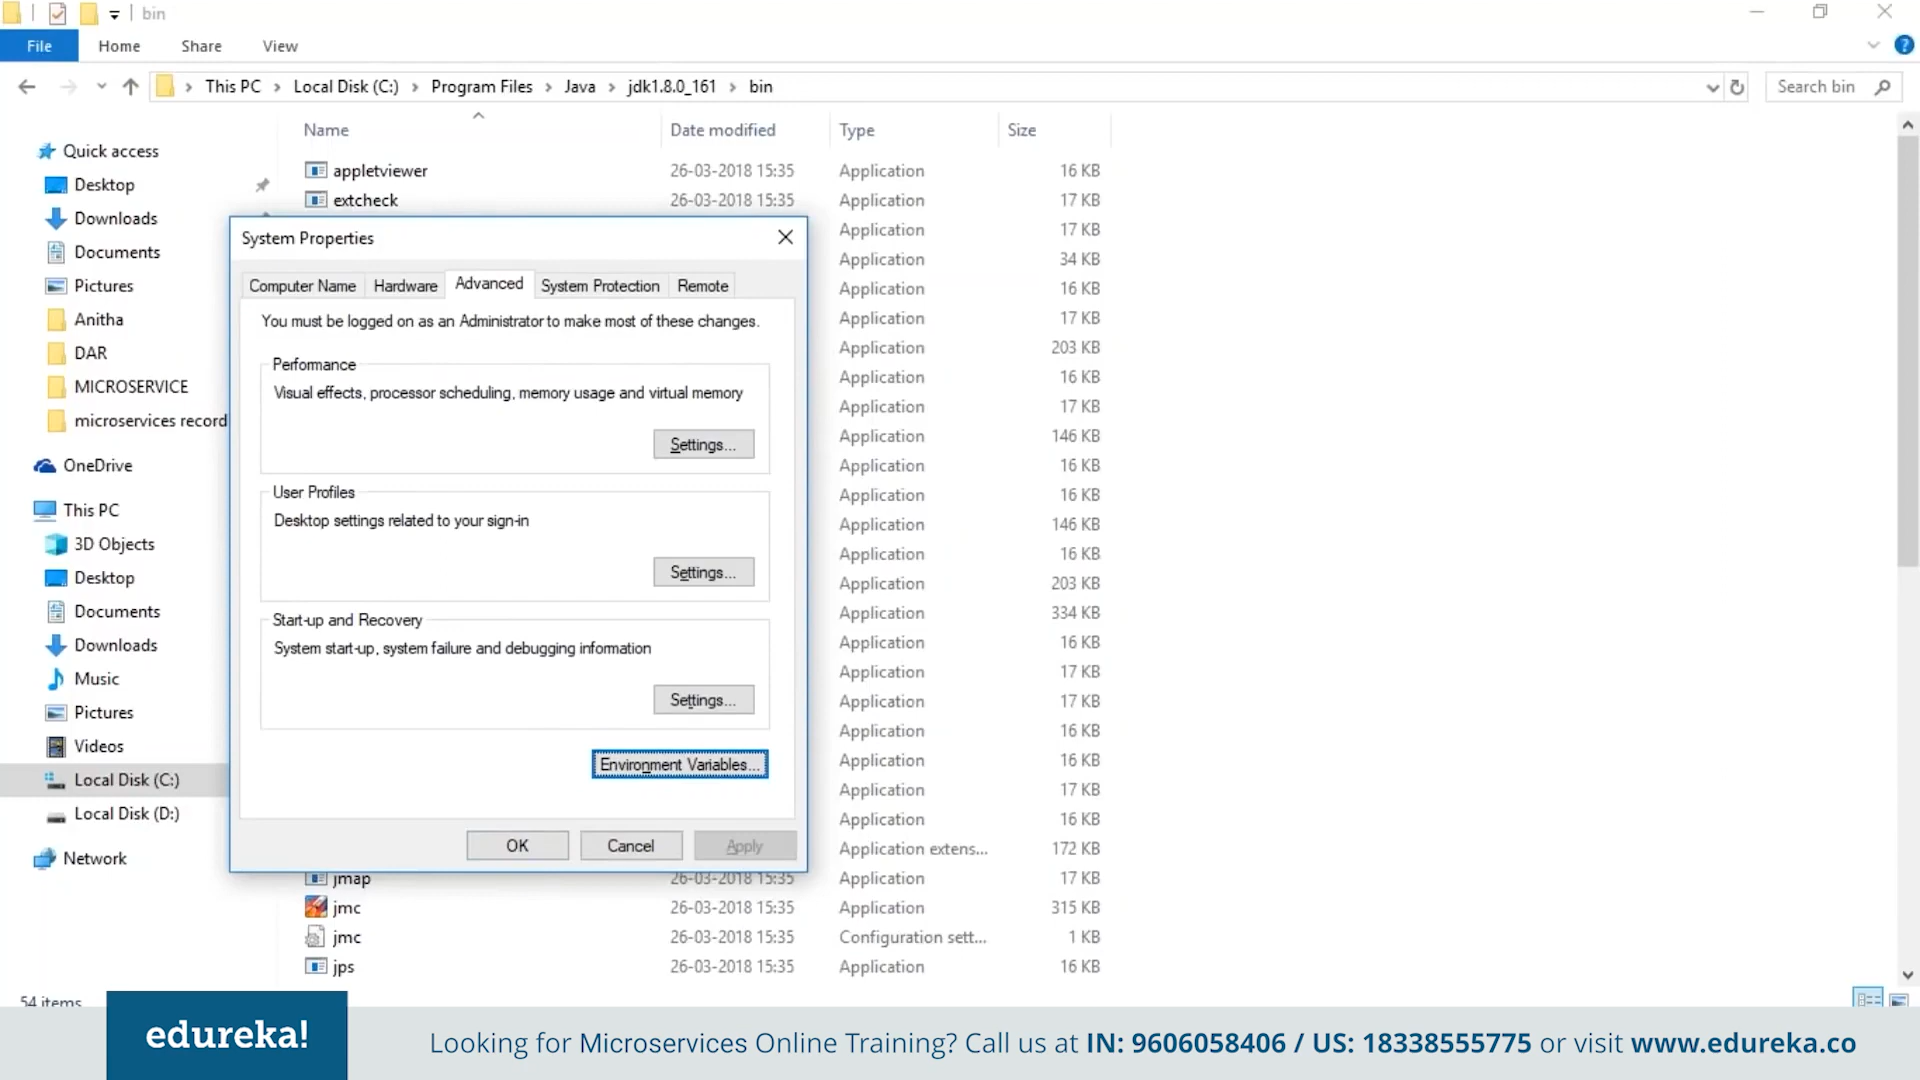 bin
File Home Share View
This PC Local Disk (C:) Program Files Java jdk1.8.0_161 bin
Search bin
Name Date modified Type Size
Quick access
Desktop
Downloads
Documents
Pictures
Anitha
DAR
MICROSERVICE
microservices record
OneDrive
This PC
3D Objects
Desktop
Documents
Downloads
Music
Pictures
Videos
Local Disk (C:)
Local Disk (D:)
Network
54 items
appletviewer 26-03-2018 15:35 Application 16 KB
extcheck 26-03-2018 15:35 Application 17 KB
Application 17 KB
Application 34 KB
Application 16 KB
Application 17 KB
Application 203 KB
Application 16 KB
Application 17 KB
Application 146 KB
Application 16 KB
Application 16 KB
Application 146 KB
Application 16 KB
Application 203 KB
Application 334 KB
Application 16 KB
Application 17 KB
Application 17 KB
Application 16 KB
Application 16 KB
Application 17 KB
Application 16 KB
Application extens... 172 KB
jmap 26-03-2018 15:35 Application 17 KB
jmc 26-03-2018 15:35 Application 315 KB
jmc 26-03-2018 15:35 Configuration sett... 1 KB
jps 26-03-2018 15:35 Application 16 KB
System Properties
Computer Name Hardware Advanced System Protection Remote
You must be logged on as an Administrator to make most of these changes.
Performance
Visual effects, processor scheduling, memory usage and virtual memory
Settings...
User Profiles
Desktop settings related to your sign-in
Settings...
Start-up and Recovery
System start-up, system failure and debugging information
Settings...
Environment Variables...
OK Cancel Apply
edureka!
Looking for Microservices Online Training? Call us at IN: 9606058406 / US: 18338555775 or visit www.edureka.co